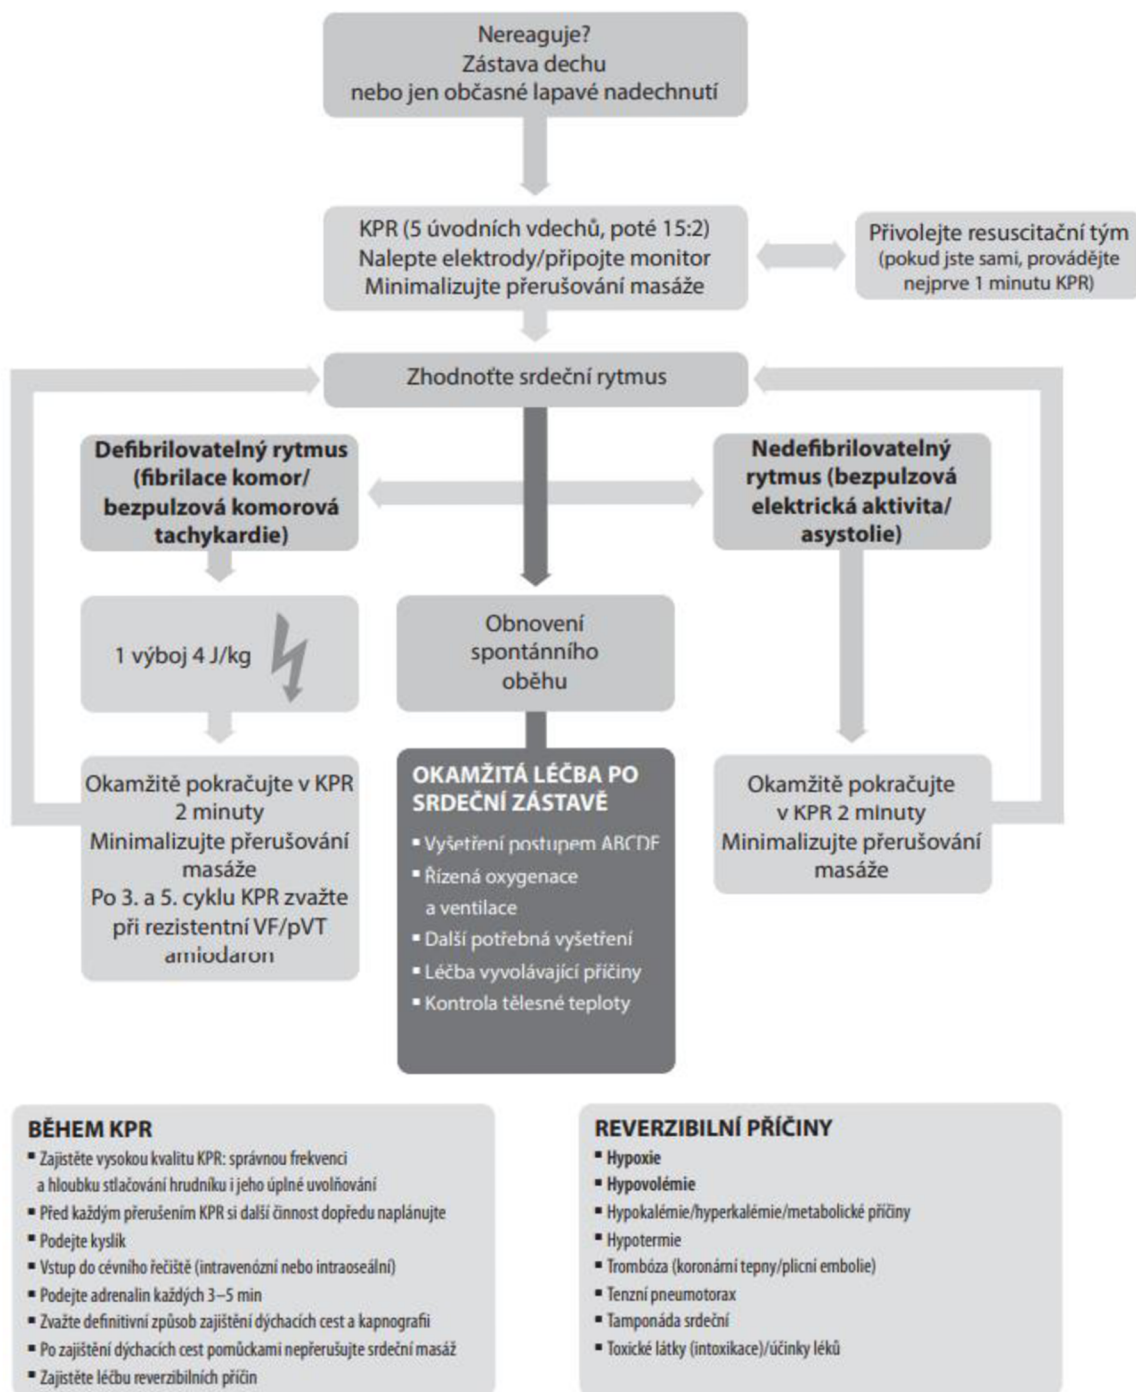 Nereaguje?
Zástava dechu
nebo jen občasné lapavé nadechnutí
KPR (5 úvodních vdechů, poté 15:2)
Nalepte elektrody/připojte monitor
Minimalizujte přerušování masáže
Přivolejte resuscitační tým
(pokud jste sami, provádějte
nejprve 1 minutu KPR)
Zhodnoťte srdeční rytmus
Defibrilovatelný rytmus
(fibrilace komor/
bezpulzová komorová
tachykardie)
Nedefibrilovatelný
rytmus (bezpulzová
elektrická aktivita/
asystolie)
1 výboj 4 J/kg
Obnovení
spontánního
oběhu
Okamžitě pokračujte v KPR
2 minuty
Minimalizujte přerušování
masáže
Po 3. a 5. cyklu KPR zvažte
při rezistentní VF/pVT
amiodaron
OKAMŽITÁ LÉČBA PO
SRDEČNÍ ZÁSTAVĚ
▪ Vyšetření postupem ABCDE
▪ Řízená oxygenace
a ventilace
▪ Další potřebná vyšetření
▪ Léčba vyvolávající příčiny
▪ Kontrola tělesné teploty
Okamžitě pokračujte
v KPR 2 minuty
Minimalizujte přerušování
masáže
BĚHEM KPR
▪ Zajistěte vysokou kvalitu KPR: správnou frekvenci
a hloubku stlačování hrudníku i jeho úplné uvolňování
▪ Před každým přerušením KPR si další činnost dopředu naplánujte
▪ Podejte kyslík
▪ Vstup do cévního řečiště (intravenózní nebo intraoseální)
▪ Podejte adrenalin každých 3–5 min
▪ Zvažte definitivní způsob zajištění dýchacích cest a kapnografii
▪ Po zajištění dýchacích cest pomůckami nepřerušujte srdeční masáž
▪ Zajistěte léčbu reverzibilních příčin
REVERZIBILNÍ PŘÍČINY
▪ Hypoxie
▪ Hypovolémie
▪ Hypokalémie/hyperkalémie/metabolické příčiny
▪ Hypotermie
▪ Trombóza (koronární tepny/plicní embolie)
▪ Tenzní pneumotorax
▪ Tamponáda srdeční
▪ Toxické látky (intoxikace)/účinky léků